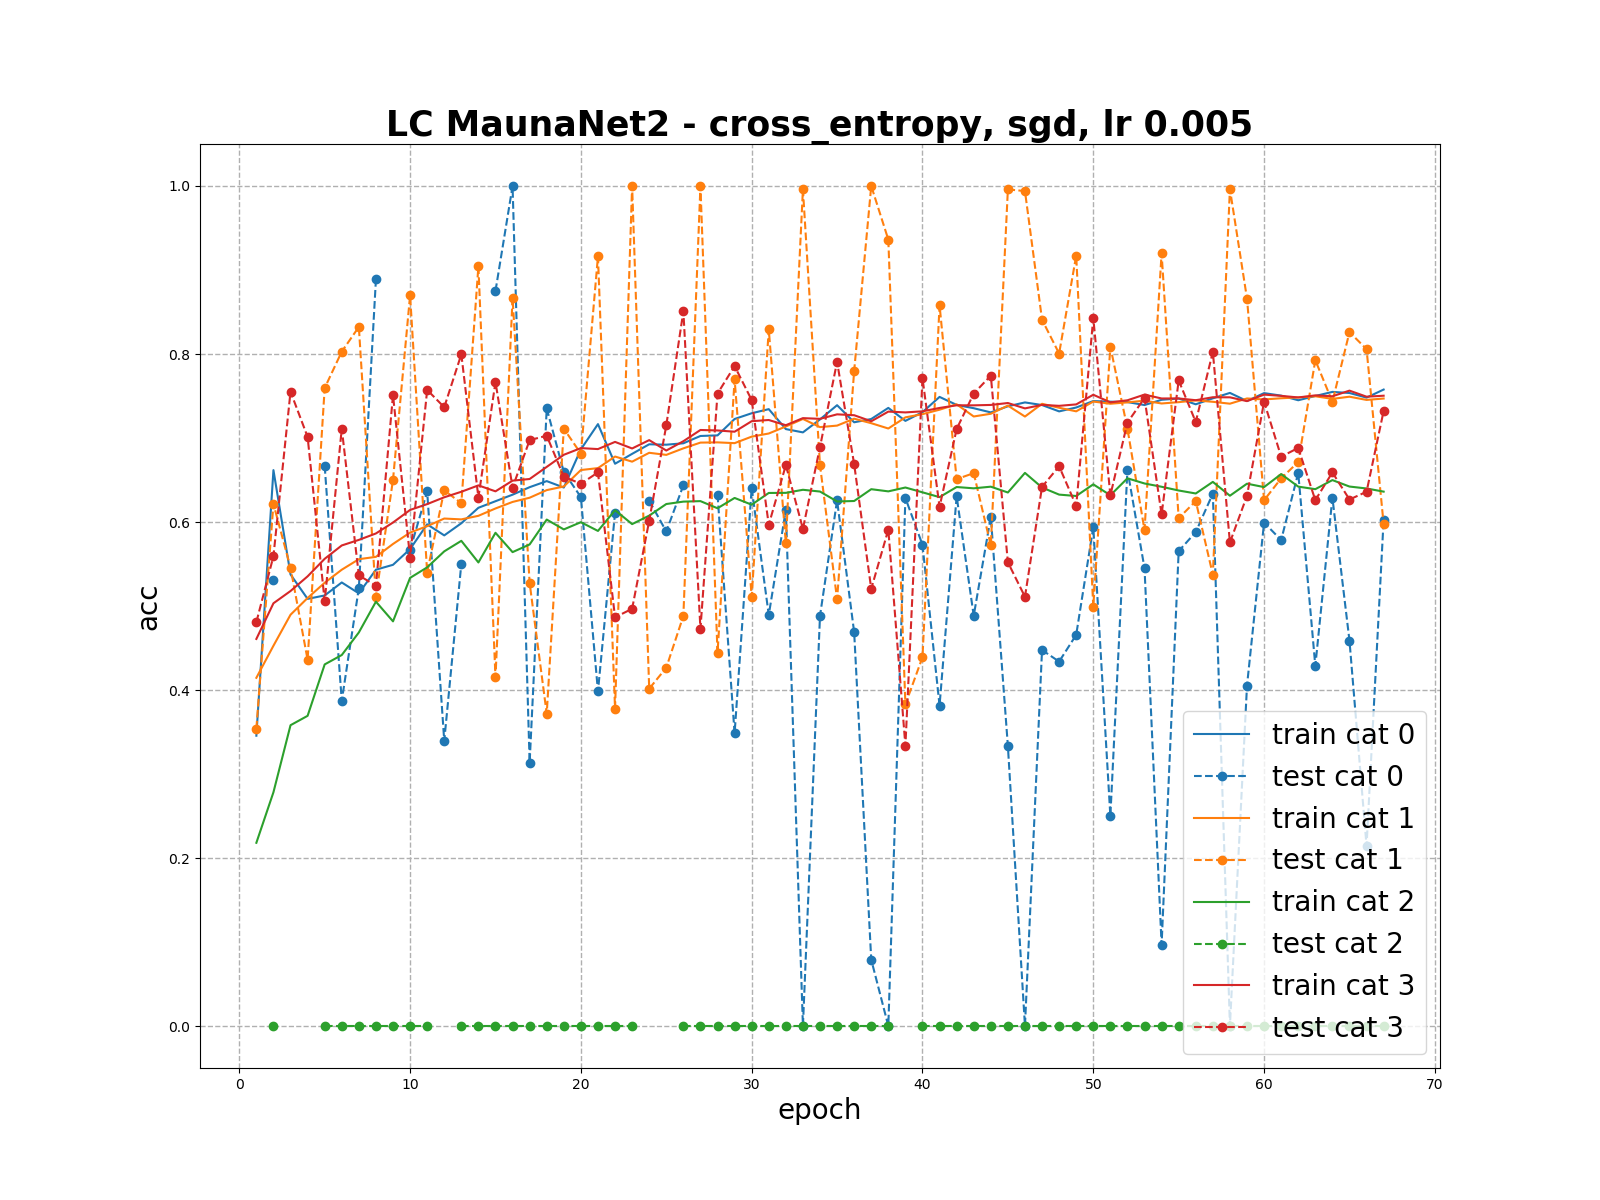 LC MaunaNet2 - cross_entropy, sgd, lr 0.005
1.0
0.8
0.6
0.4
0.2
0.0
acc
0 10 20 30 40 50 60 70
epoch
train cat 0
test cat 0
train cat 1
test cat 1
train cat 2
test cat 2
train cat 3
test cat 3